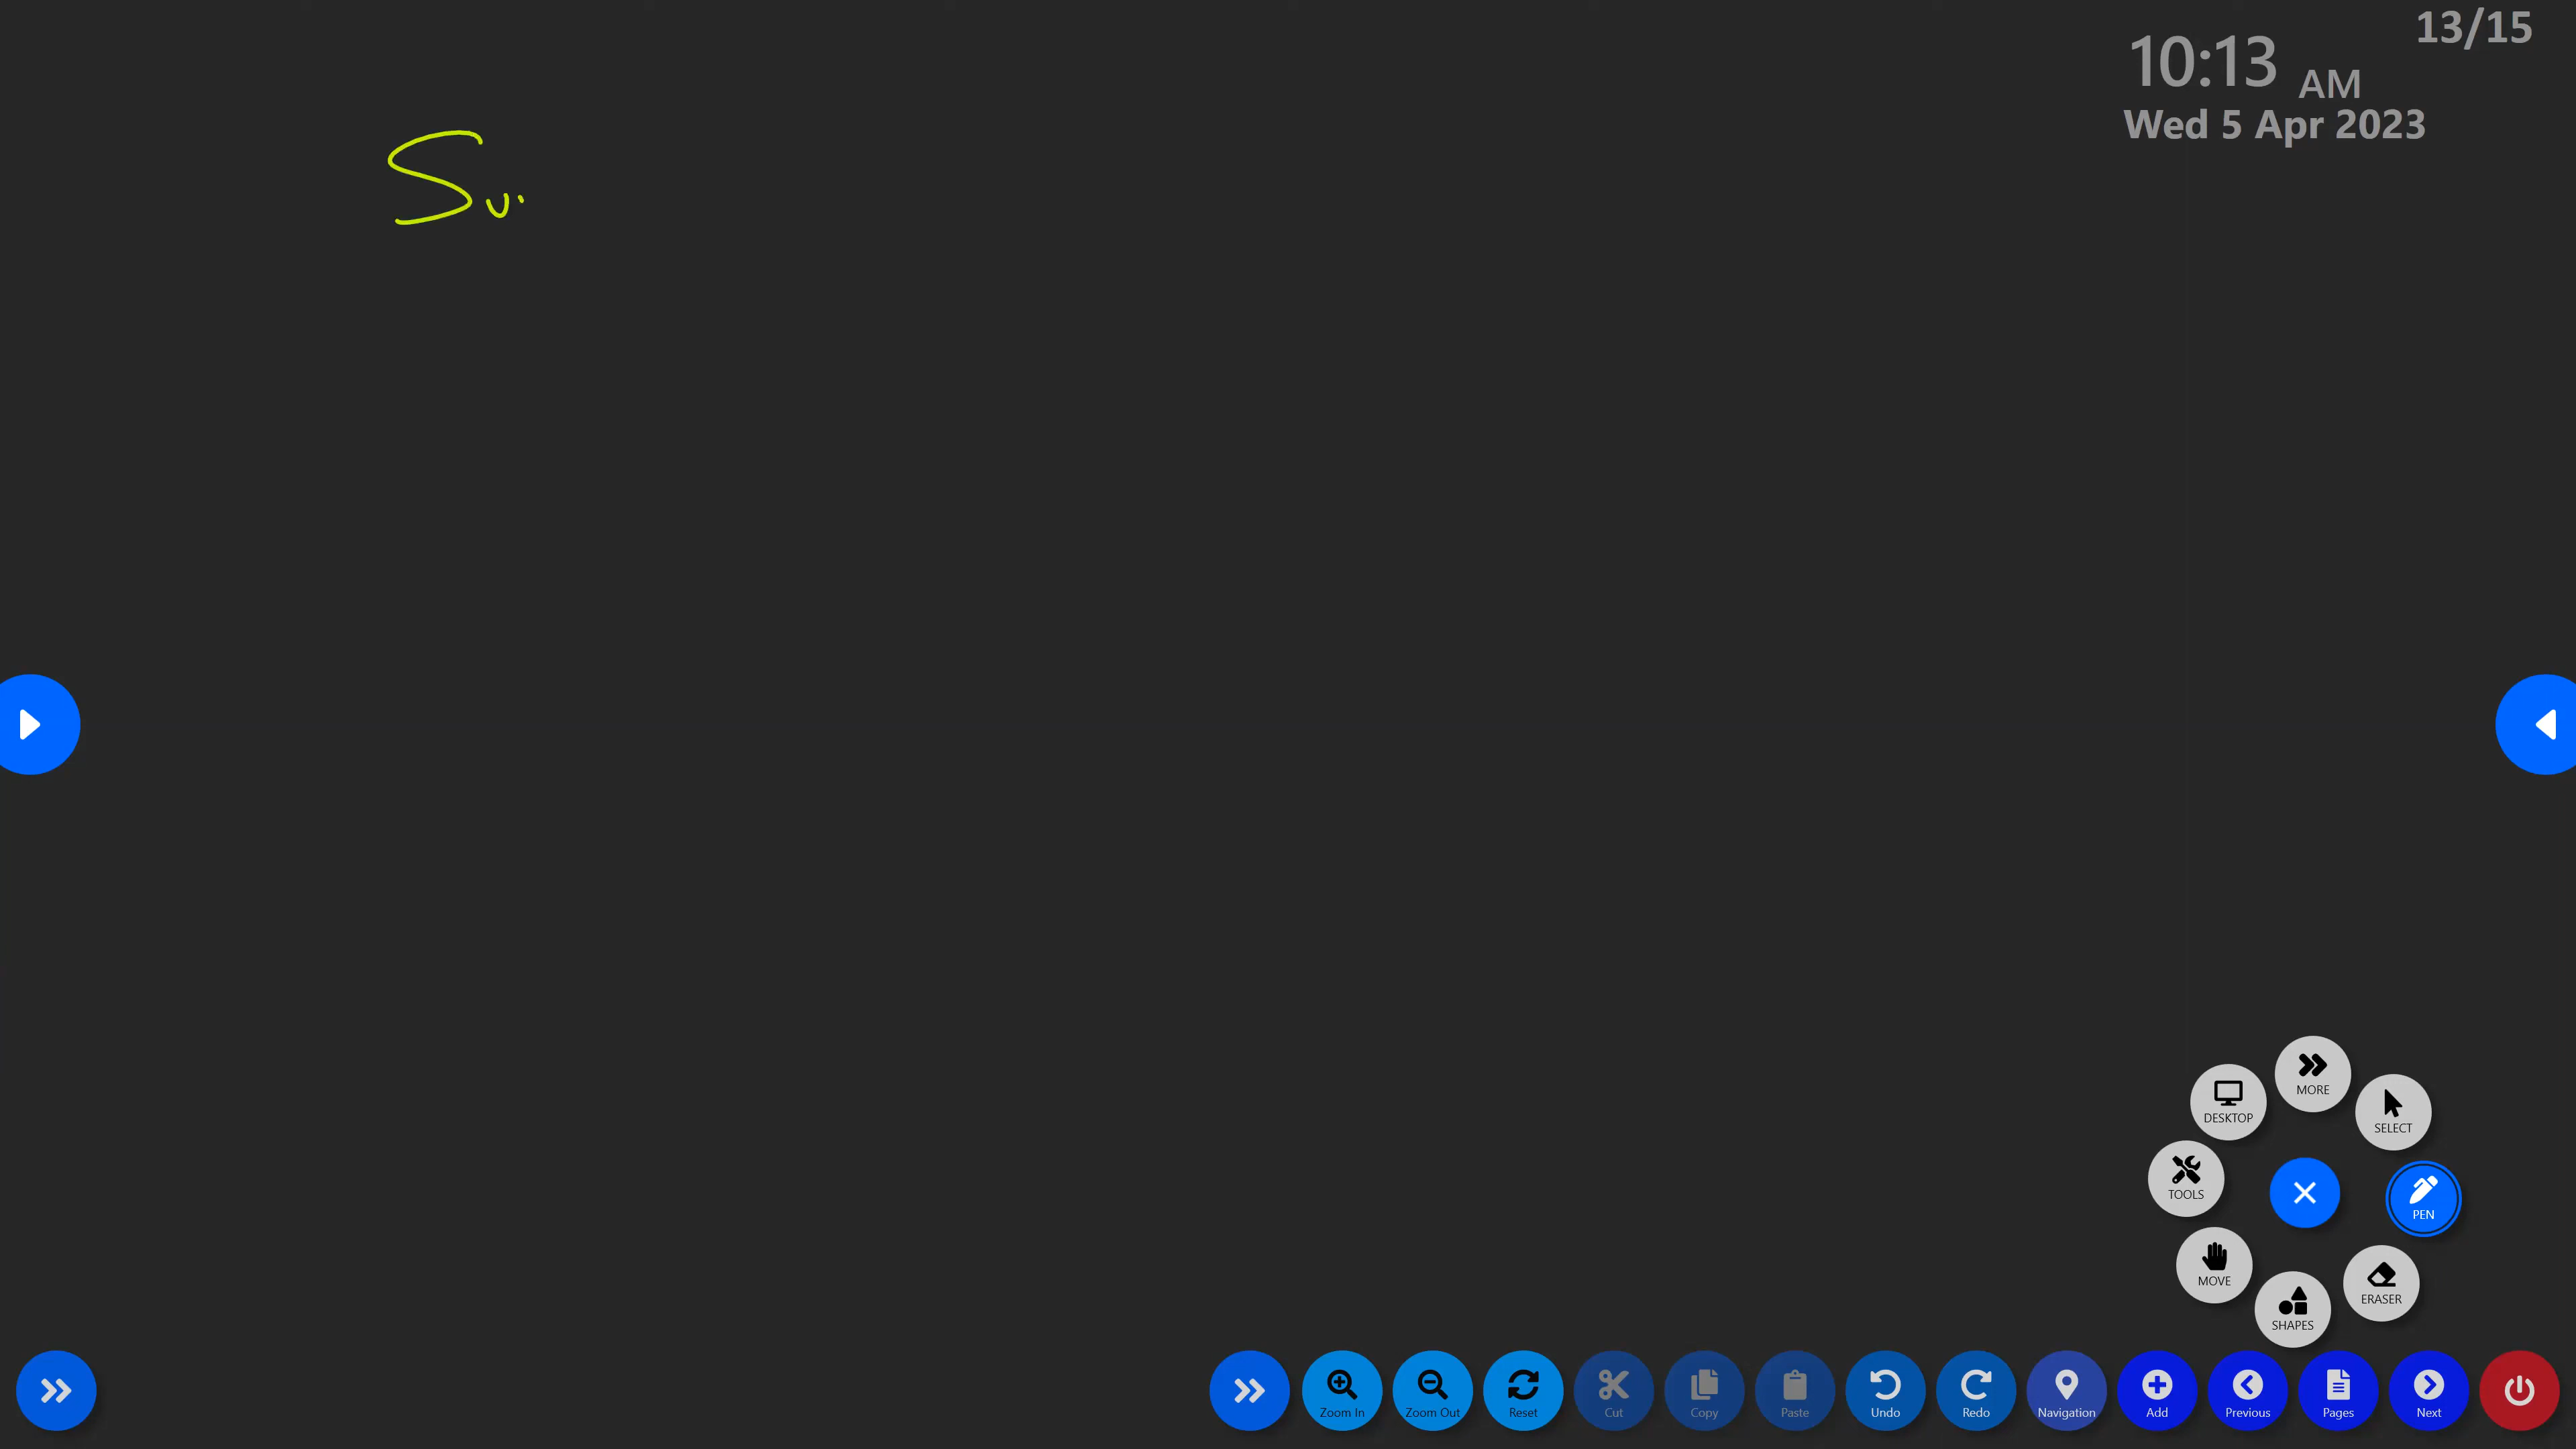 13/15
10:13 AM
Wed 5 Apr 2023
Su
MORE
DESKTOP
SELECT
TOOLS
PEN
MOVE
ERASER
SHAPES
Zoom In Zoom Out Reset Cut Copy Paste Undo Redo Navigation Add Previous Pages Next